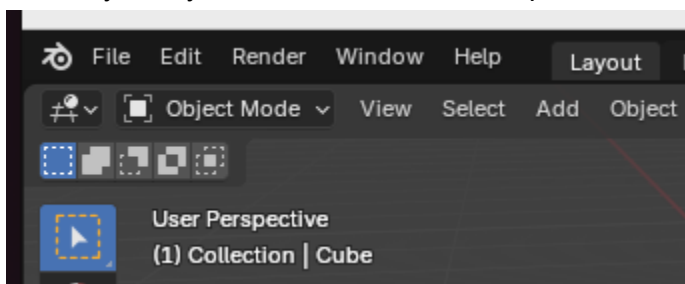 File Edit Render Window Help Layout
Object Mode View Select Add Object
User Perspective
(1) Collection | Cube